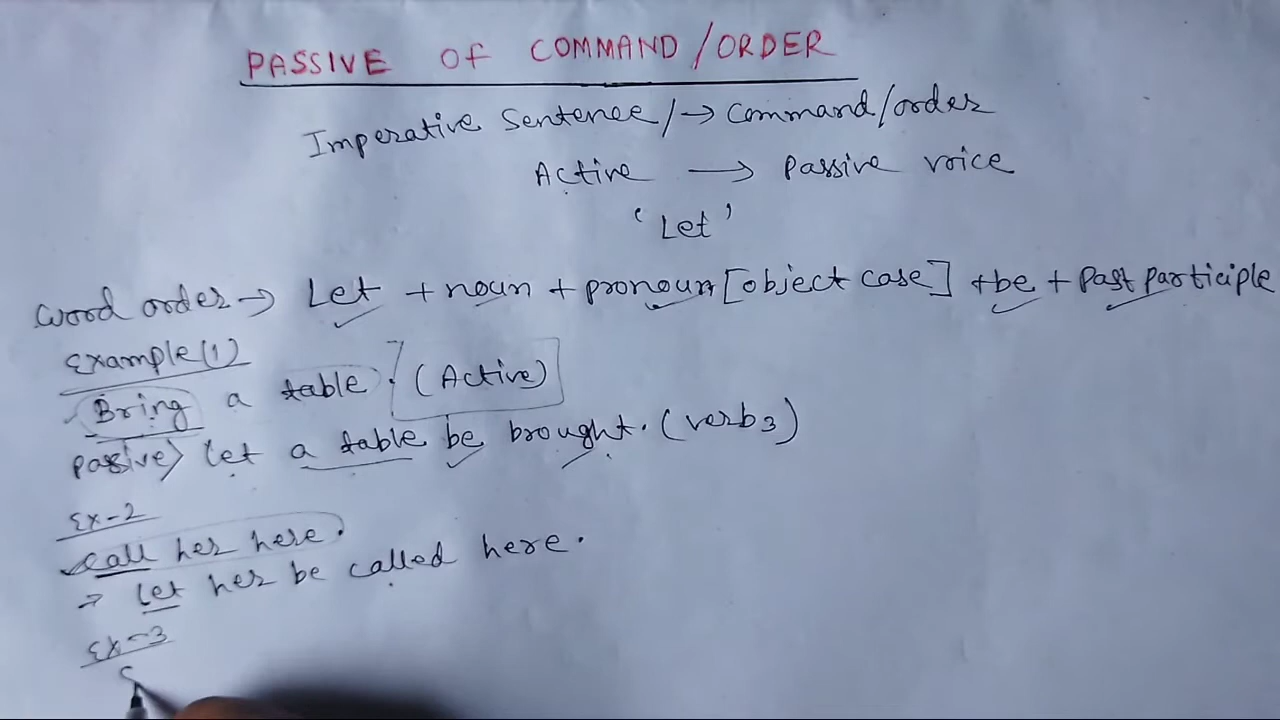 PASSIVE OF COMMAND/ORDER
Imperative Sentence/→ Command/order
Active → Passive voice
'Let'
Word order→ Let + noun + pronoun [object case] + be + Past participle
Example(1)
Bring a table. (Active)
Passive> Let a table be brought. (verb 3)
Ex-2
Call her here.
→ Let her be called here.
Ex-3